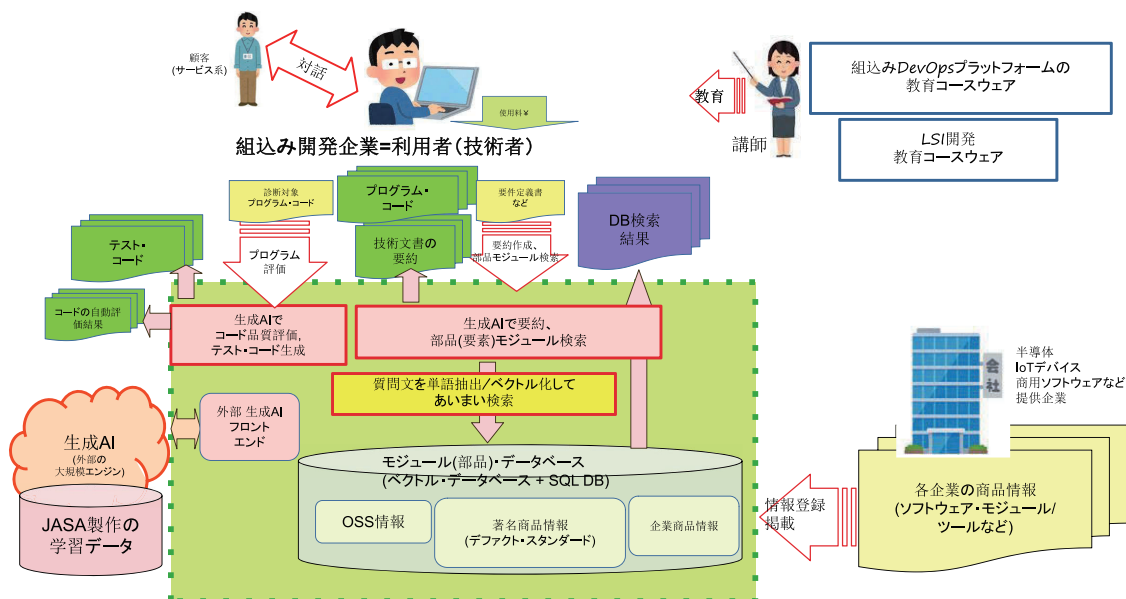 顧客
(サービス系)
対話
使用料¥
組込み開発企業=利用者(技術者)
教育
講師
組込みDevOpsプラットフォームの
教育コースウェア
LSI開発
教育コースウェア
テスト・
コード
コードの自動評
価結果
診断対象
プログラム・コード
プログラム
評価
プログラム・
コード
技術文書の
要約
要件定義書
など
要約作成、
部品モジュール検索
DB検索
結果
生成AIで
コード品質評価,
テスト・コード生成
生成AIで要約、
部品(要素)モジュール検索
質問文を単語抽出/ベクトル化して
あいまい検索
生成AI
(外部の
大規模エンジン)
外部 生成AI
フロント
エンド
JASA製作の
学習データ
モジュール(部品)・データベース
(ベクトル・データベース + SQL DB)
OSS情報
著名商品情報
(デファクト・スタンダード)
企業商品情報
情報登録
掲載
会社
半導体
IoTデバイス
商用ソフトウェアなど
提供企業
各企業の商品情報
(ソフトウェア・モジュール/
ツールなど)